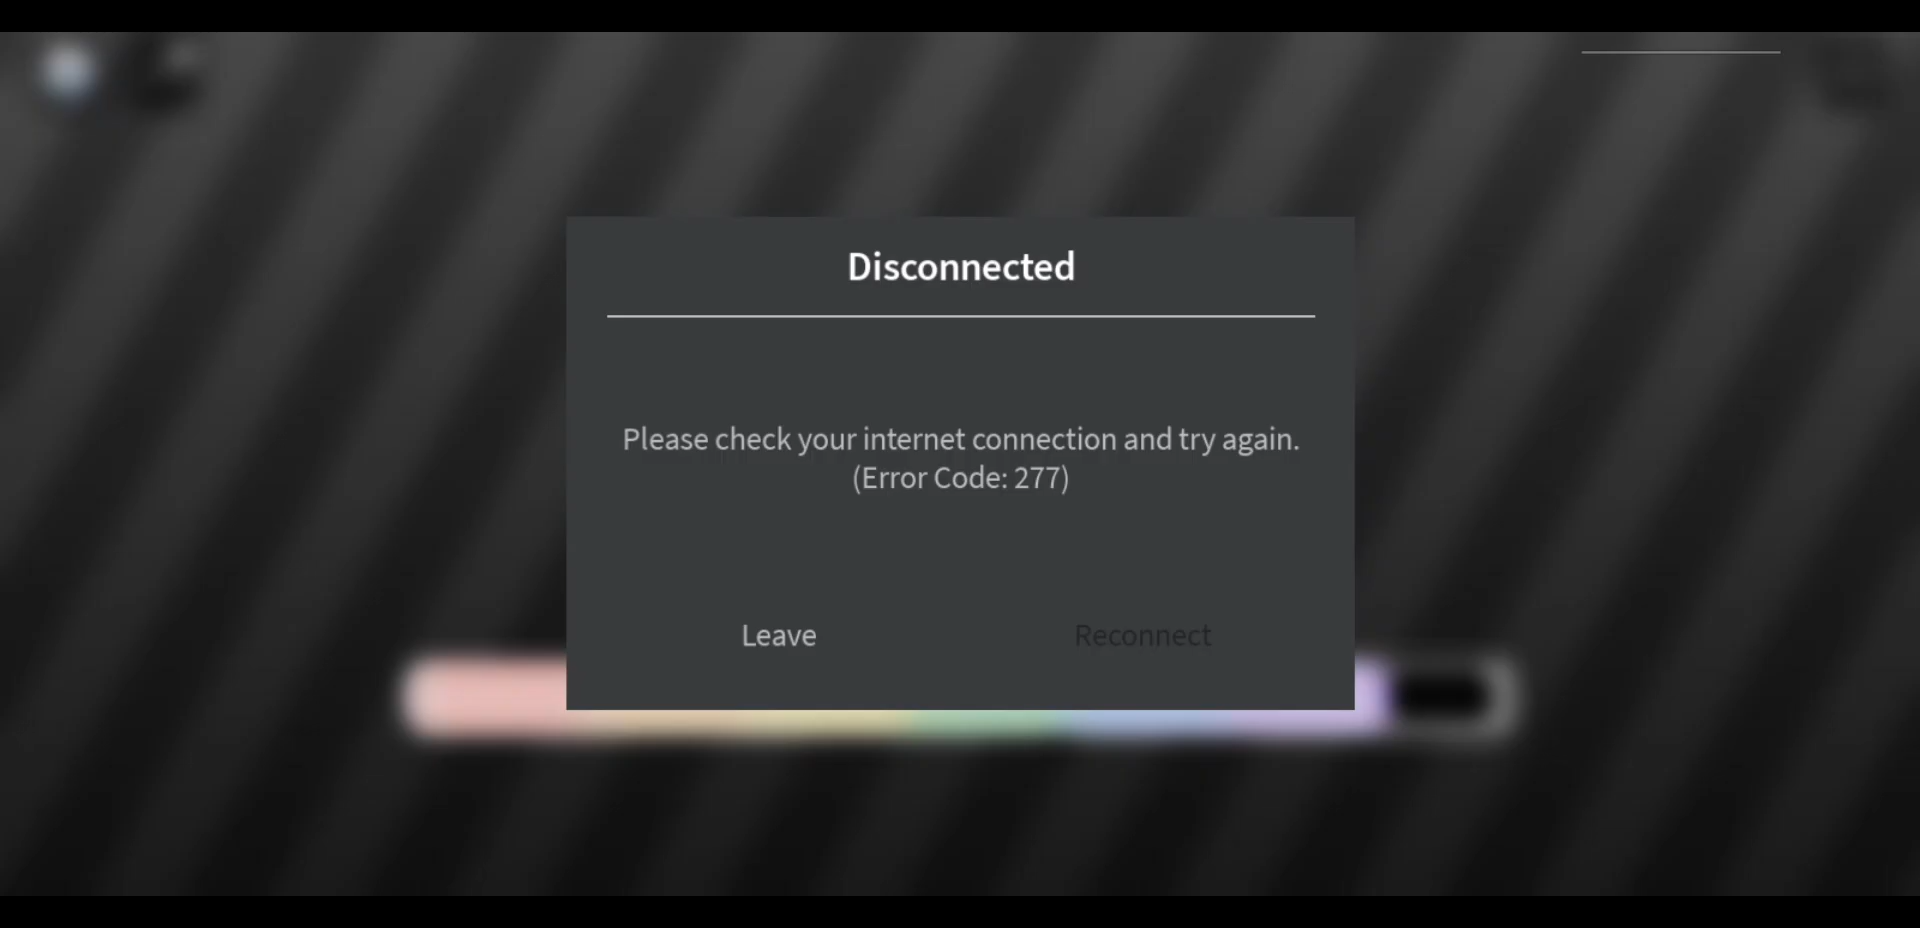 Disconnected
Please check your internet connection and try again.
(Error Code: 277)
Leave
Reconnect